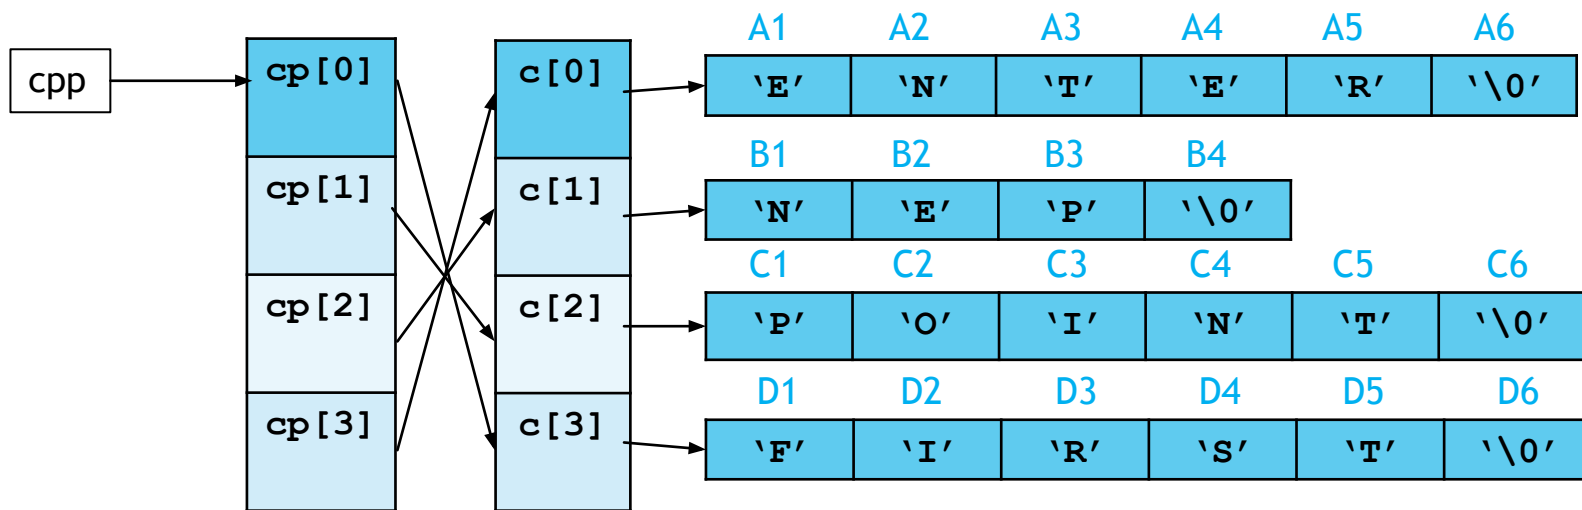 A1 A2 A3 A4 A5 A6
cpp cp[0] c[0] ‘E’ ‘N’ ‘T’ ‘E’ ‘R’ ‘\0’
B1 B2 B3 B4
cp[1] c[1] ‘N’ ‘E’ ‘P’ ‘\0’
C1 C2 C3 C4 C5 C6
cp[2] c[2] ‘P’ ‘O’ ‘I’ ‘N’ ‘T’ ‘\0’
D1 D2 D3 D4 D5 D6
cp[3] c[3] ‘F’ ‘I’ ‘R’ ‘S’ ‘T’ ‘\0’